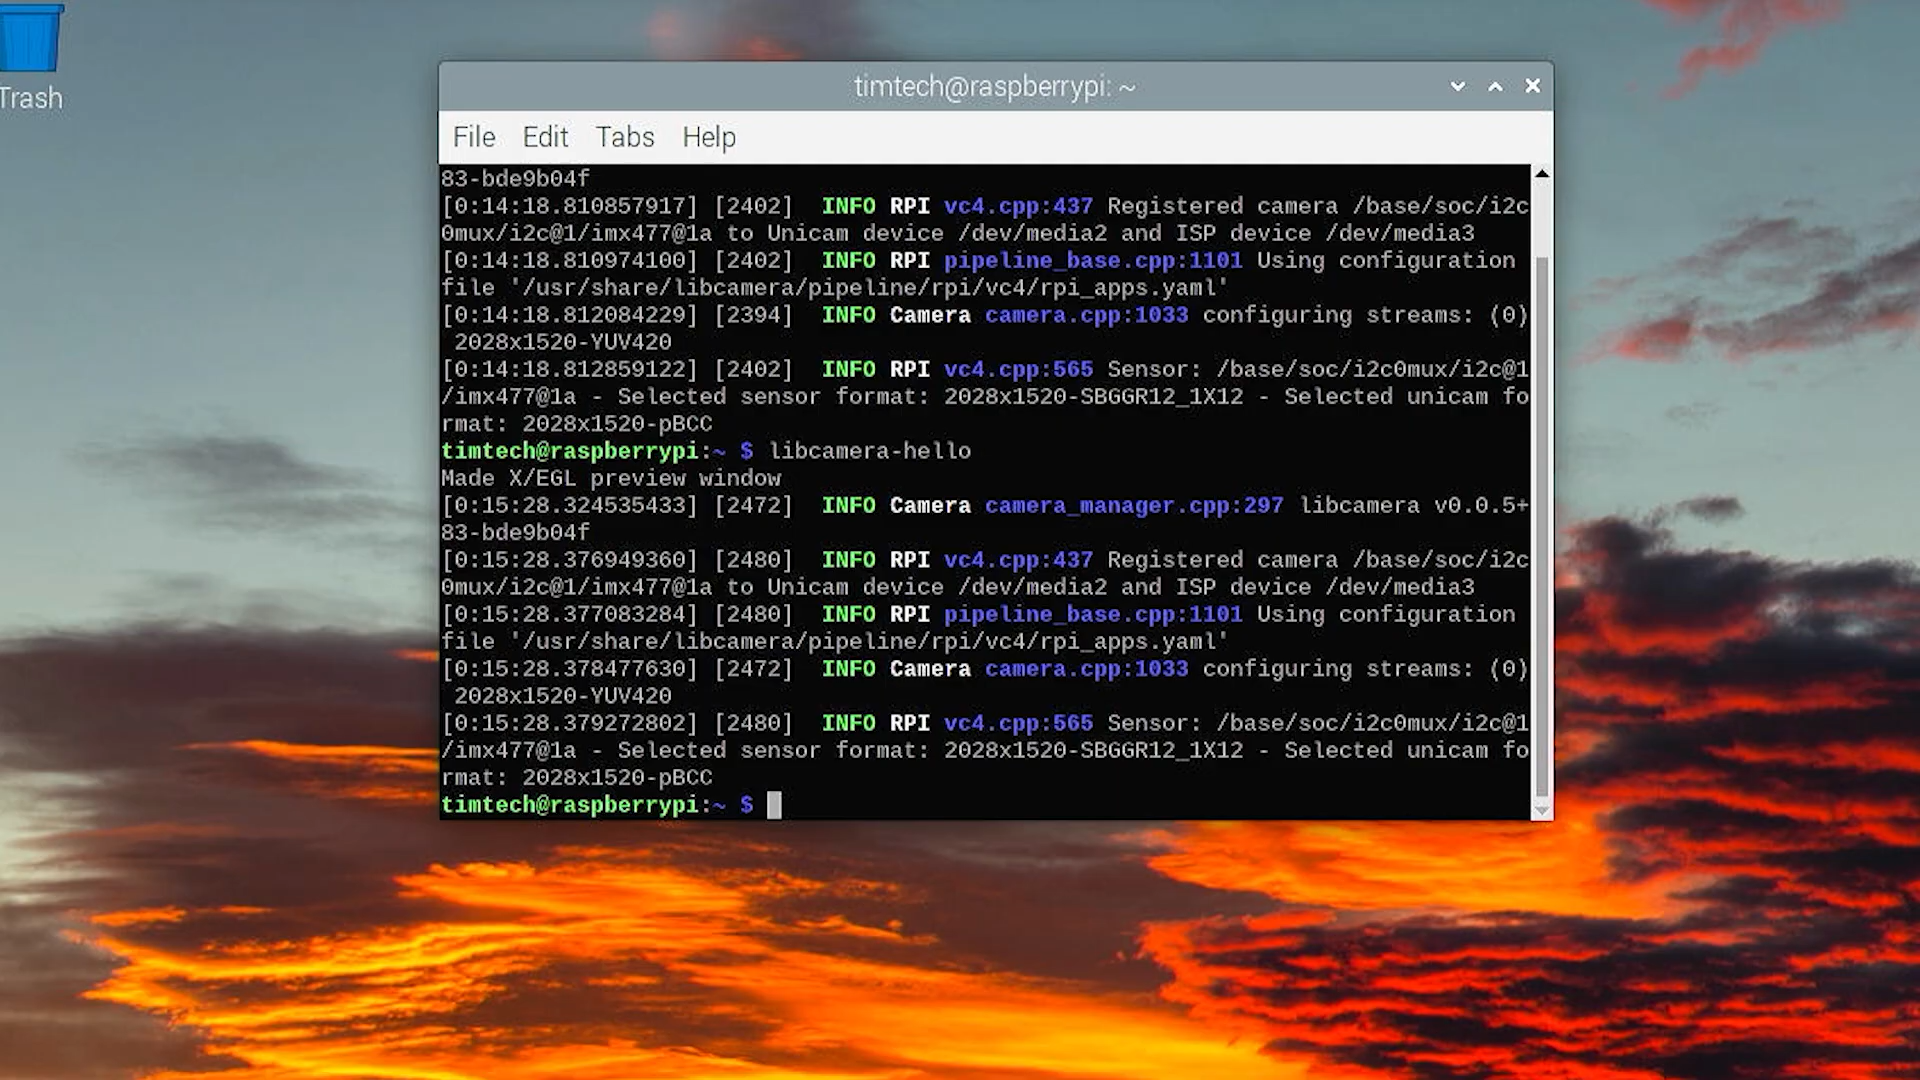 Trash
timtech@raspberrypi: ~
File Edit Tabs Help
83-bde9b04f
[0:14:18.810857917] [2402]  INFO RPI vc4.cpp:437 Registered camera /base/soc/i2c
0mux/i2c@1/imx477@1a to Unicam device /dev/media2 and ISP device /dev/media3
[0:14:18.810974100] [2402]  INFO RPI pipeline_base.cpp:1101 Using configuration
file '/usr/share/libcamera/pipeline/rpi/vc4/rpi_apps.yaml'
[0:14:18.812084229] [2394]  INFO Camera camera.cpp:1033 configuring streams: (0)
 2028x1520-YUV420
[0:14:18.812859122] [2402]  INFO RPI vc4.cpp:565 Sensor: /base/soc/i2c0mux/i2c@1
/imx477@1a - Selected sensor format: 2028x1520-SBGGR12_1X12 - Selected unicam fo
rmat: 2028x1520-pBCC
timtech@raspberrypi:~ $ libcamera-hello
Made X/EGL preview window
[0:15:28.324535433] [2472]  INFO Camera camera_manager.cpp:297 libcamera v0.0.5+
83-bde9b04f
[0:15:28.376949360] [2480]  INFO RPI vc4.cpp:437 Registered camera /base/soc/i2c
0mux/i2c@1/imx477@1a to Unicam device /dev/media2 and ISP device /dev/media3
[0:15:28.377083284] [2480]  INFO RPI pipeline_base.cpp:1101 Using configuration
file '/usr/share/libcamera/pipeline/rpi/vc4/rpi_apps.yaml'
[0:15:28.378477630] [2472]  INFO Camera camera.cpp:1033 configuring streams: (0)
 2028x1520-YUV420
[0:15:28.379272802] [2480]  INFO RPI vc4.cpp:565 Sensor: /base/soc/i2c0mux/i2c@1
/imx477@1a - Selected sensor format: 2028x1520-SBGGR12_1X12 - Selected unicam fo
rmat: 2028x1520-pBCC
timtech@raspberrypi:~ $